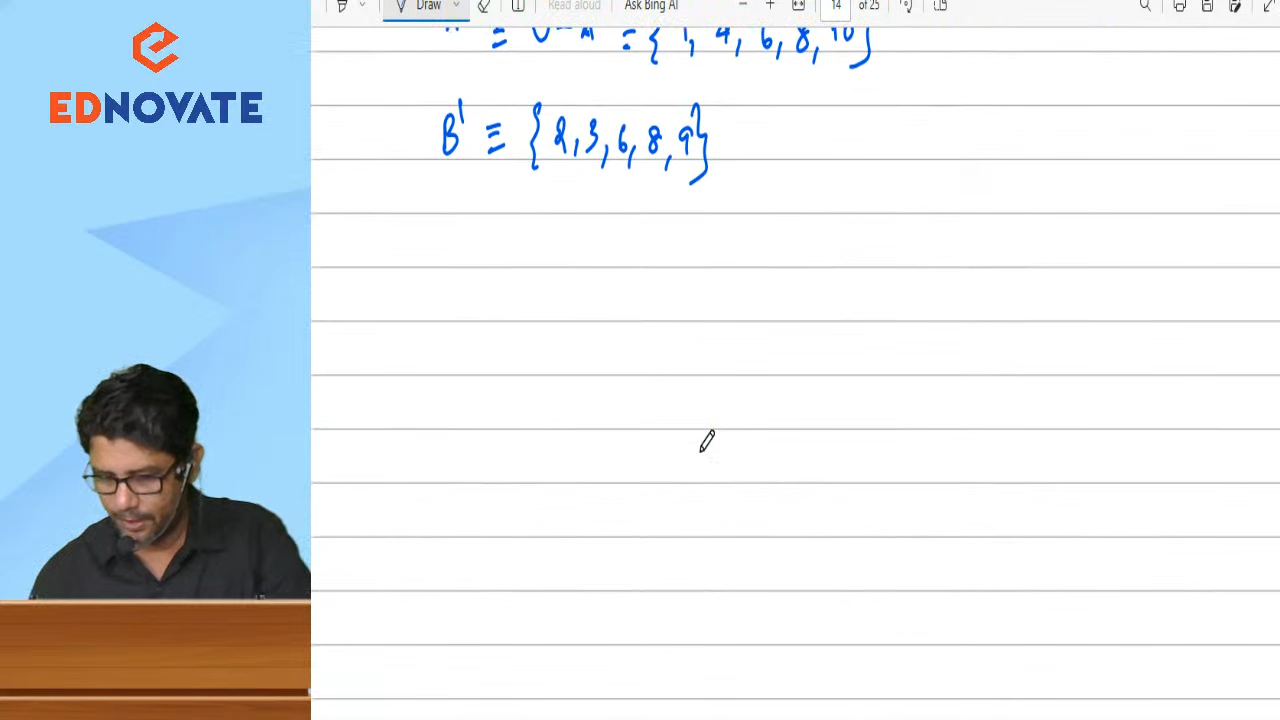 Draw
Read aloud
Ask Bing AI
14 of 25
EDNOVATE
A' ≡ U - A ≡ {1, 4, 6, 8, 10}
B' ≡ {2, 3, 6, 8, 9}